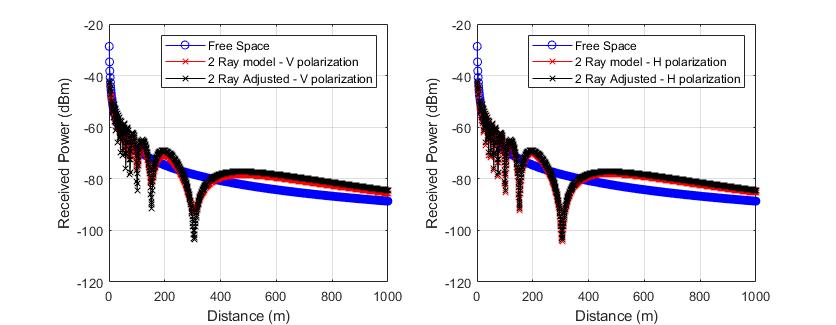 -20
-40
-60
-80
-100
-120
Received Power (dBm)
0
200
400
600
800
1000
Distance (m)
Free Space
2 Ray model - V polarization
2 Ray Adjusted - V polarization
-20
-40
-60
-80
-100
-120
Received Power (dBm)
0
200
400
600
800
1000
Distance (m)
Free Space
2 Ray model - H polarization
2 Ray Adjusted - H polarization